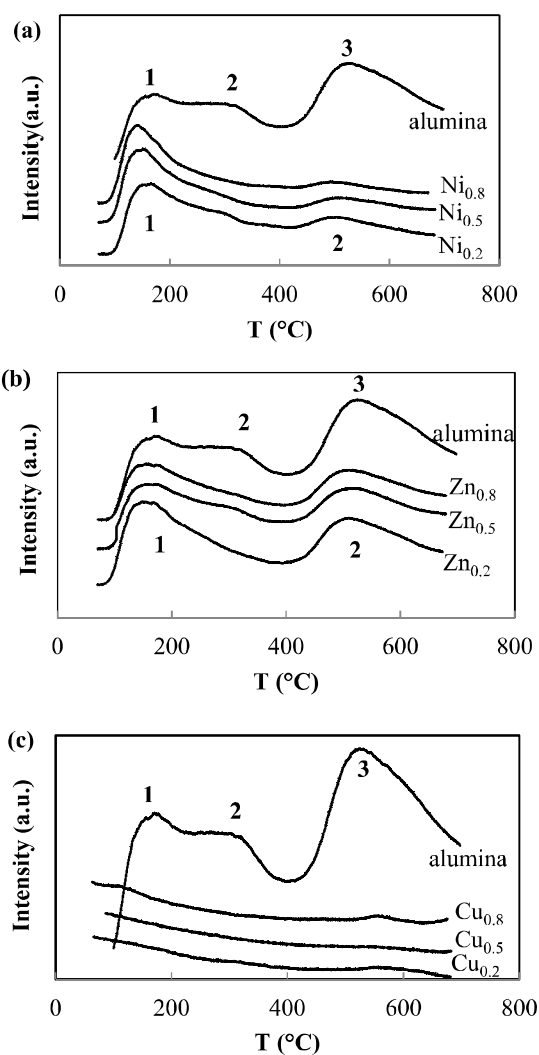 (a)
Intensity(a.u.)
1
2
3
alumina
Ni0.8
Ni0.5
Ni0.2
1
2
0 200 400 600 800
T (°C)
(b)
Intensity (a.u.)
1
2
3
alumina
Zn0.8
Zn0.5
Zn0.2
1
2
0 200 400 600 800
T (°C)
(c)
Intensity (a.u.)
1
2
3
alumina
Cu0.8
Cu0.5
Cu0.2
0 200 400 600 800
T (°C)